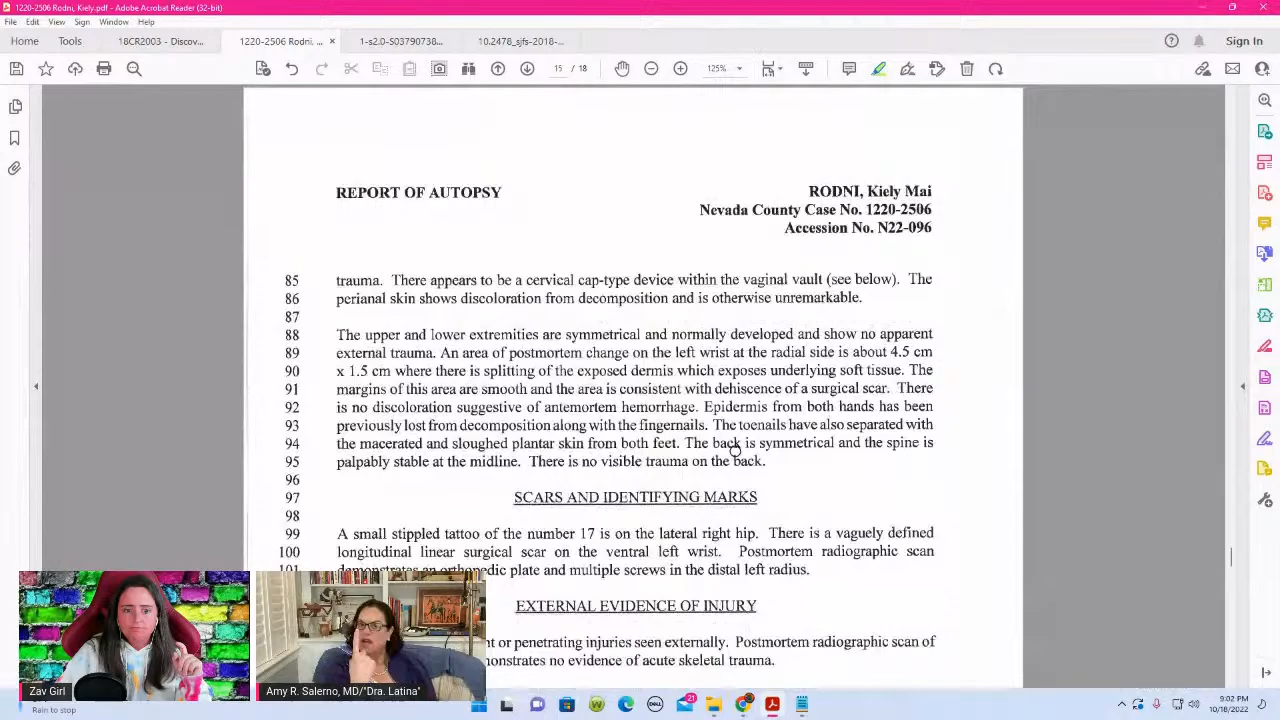 1220-2506 Rodni, Kiely.pdf - Adobe Acrobat Reader (32-bit)
File Edit View Sign Window Help
Home Tools 18CR2003 - Discov... 1220-2506 Rodni, ... × 1-s2.0-S03790738... 10.2478_sjfs-2018-... Sign In
15 / 18 125%
REPORT OF AUTOPSY
RODNI, Kiely Mai
Nevada County Case No. 1220-2506
Accession No. N22-096
85 trauma. There appears to be a cervical cap-type device within the vaginal vault (see below). The
86 perianal skin shows discoloration from decomposition and is otherwise unremarkable.
87
88 The upper and lower extremities are symmetrical and normally developed and show no apparent
89 external trauma. An area of postmortem change on the left wrist at the radial side is about 4.5 cm
90 x 1.5 cm where there is splitting of the exposed dermis which exposes underlying soft tissue. The
91 margins of this area are smooth and the area is consistent with dehiscence of a surgical scar. There
92 is no discoloration suggestive of antemortem hemorrhage. Epidermis from both hands has been
93 previously lost from decomposition along with the fingernails. The toenails have also separated with
94 the macerated and sloughed plantar skin from both feet. The back is symmetrical and the spine is
95 palpably stable at the midline. There is no visible trauma on the back.
96
97 SCARS AND IDENTIFYING MARKS
98
99 A small stippled tattoo of the number 17 is on the lateral right hip. There is a vaguely defined
100 longitudinal linear surgical scar on the ventral left wrist. Postmortem radiographic scan
101 demonstrates an orthopedic plate and multiple screws in the distal left radius.
EXTERNAL EVIDENCE OF INJURY
or penetrating injuries seen externally. Postmortem radiographic scan of
no evidence of acute skeletal trauma.
Zav Girl
Amy R. Salerno, MD/"Dra. Latina"
Rain to stop
21
9:02 PM
10/18/2022